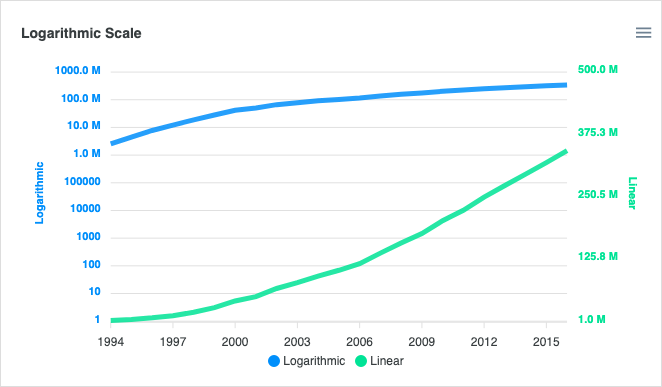 Logarithmic Scale
1000.0 M
100.0 M
10.0 M
1.0 M
100000
10000
1000
100
10
1
Logarithmic
500.0 M
375.3 M
250.5 M
125.8 M
1.0 M
Linear
1994 1997 2000 2003 2006 2009 2012 2015
Logarithmic Linear